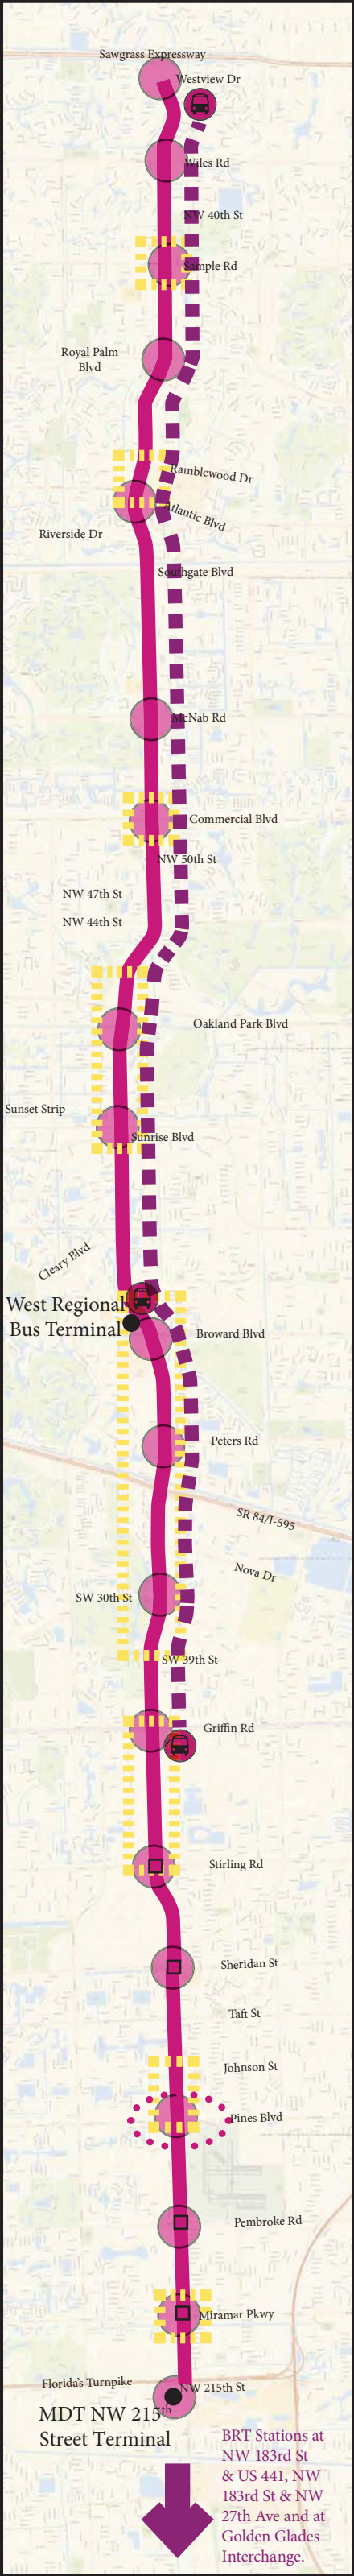 Sawgrass Expressway
Westview Dr
Wiles Rd
NW 40th St
Sample Rd
Royal Palm
Blvd
Ramblewood Dr
Atlantic Blvd
Riverside Dr
Southgate Blvd
McNab Rd
Commercial Blvd
NW 50th St
NW 47th St
NW 44th St
Oakland Park Blvd
Sunset Strip
Sunrise Blvd
Cleary Blvd
West Regional
Bus Terminal
Broward Blvd
Peters Rd
SR 84/I-595
Nova Dr
SW 30th St
SW 39th St
Griffin Rd
Stirling Rd
Sheridan St
Taft St
Johnson St
Pines Blvd
Pembroke Rd
Miramar Pkwy
Florida's Turnpike
NW 215th St
MDT NW 215th
Street Terminal
BRT Stations at
NW 183rd St
& US 441, NW
183rd St & NW
27th Ave and at
Golden Glades
Interchange.